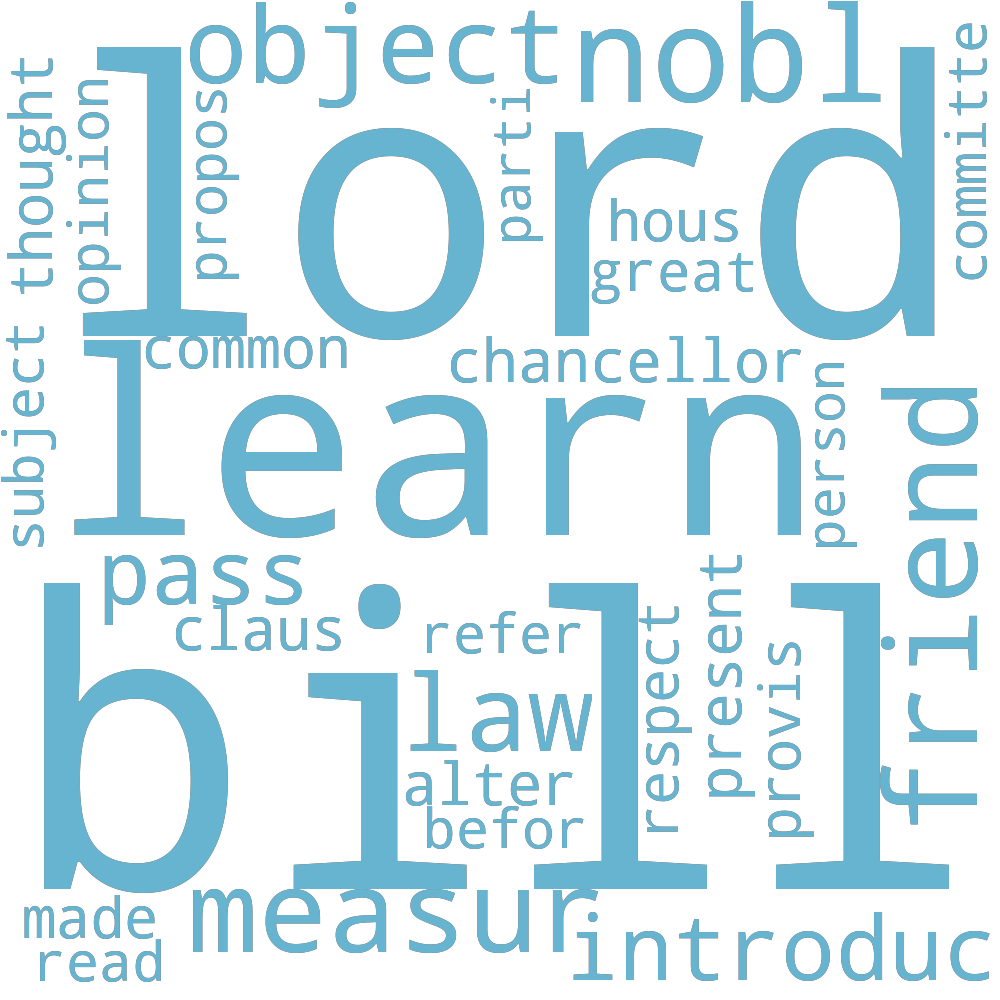 object
nobl
lord
thought
opinion
propos
parti
committe
hous
great
common
chancellor
subject
learn
person
friend
pass
bill
claus
refer
respect
present
provis
law
alter
befor
measur
made
read
introduc